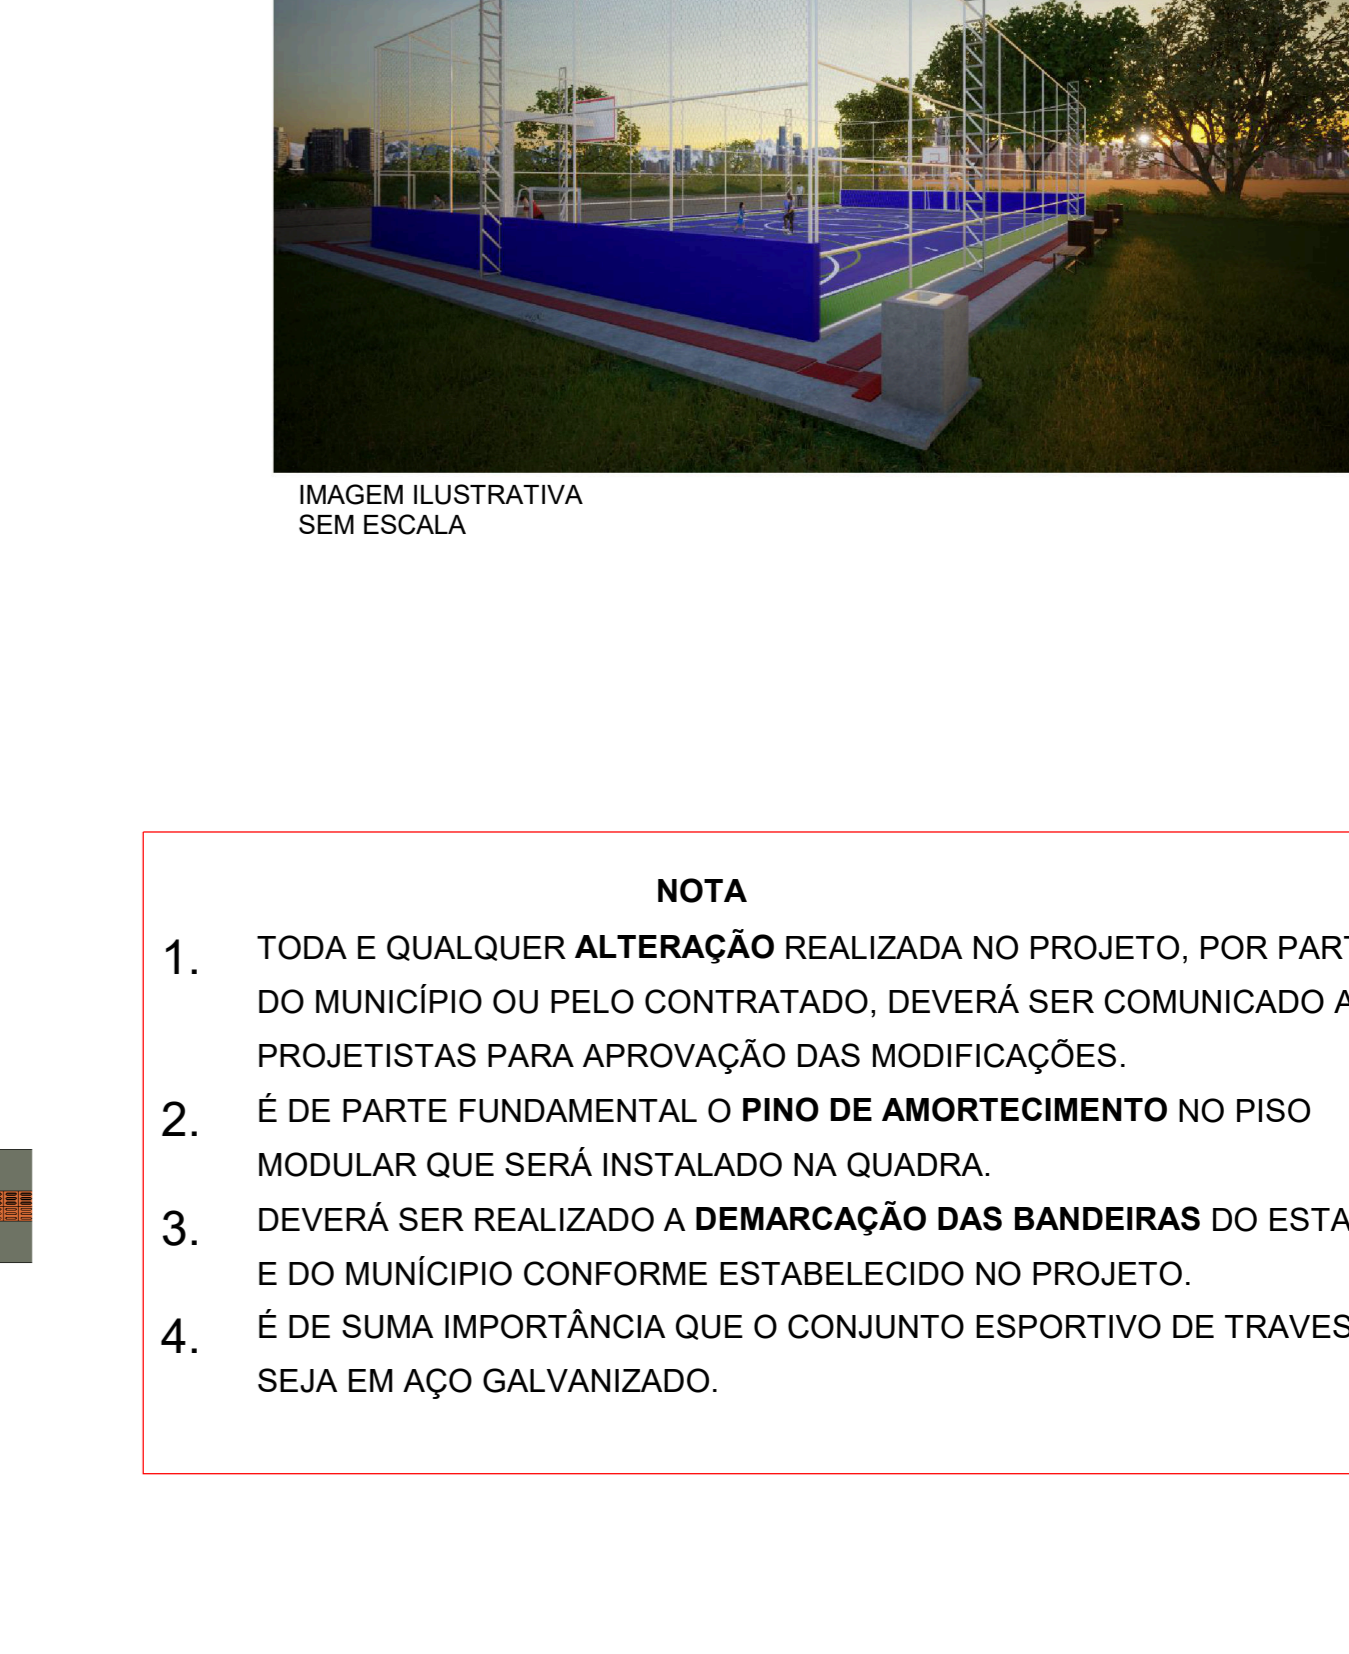 IMAGEM ILUSTRATIVA
SEM ESCALA
NOTA
1. TODA E QUALQUER ALTERAÇÃO REALIZADA NO PROJETO, POR
DO MUNICÍPIO OU PELO CONTRATADO, DEVERÁ SER COMUNICADO
PROJETISTAS PARA APROVAÇÃO DAS MODIFICAÇÕES.
2. É DE PARTE FUNDAMENTAL O PINO DE AMORTECIMENTO NO PISO
MODULAR QUE SERÁ INSTALADO NA QUADRA.
3. DEVERÁ SER REALIZADO A DEMARCAÇÃO DAS BANDEIRAS DO
E DO MUNÍCIPIO CONFORME ESTABELECIDO NO PROJETO.
4. É DE SUMA IMPORTÂNCIA QUE O CONJUNTO ESPORTIVO DE TRAVES
SEJA EM AÇO GALVANIZADO.